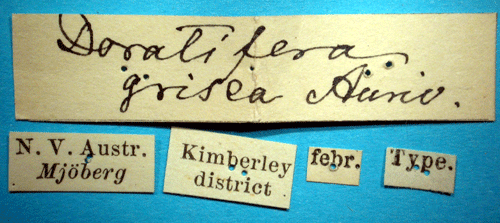 Doratifera
grisea Auriv.
N. V. Austr.
Mjöberg
Kimberley
district
febr.
Type.